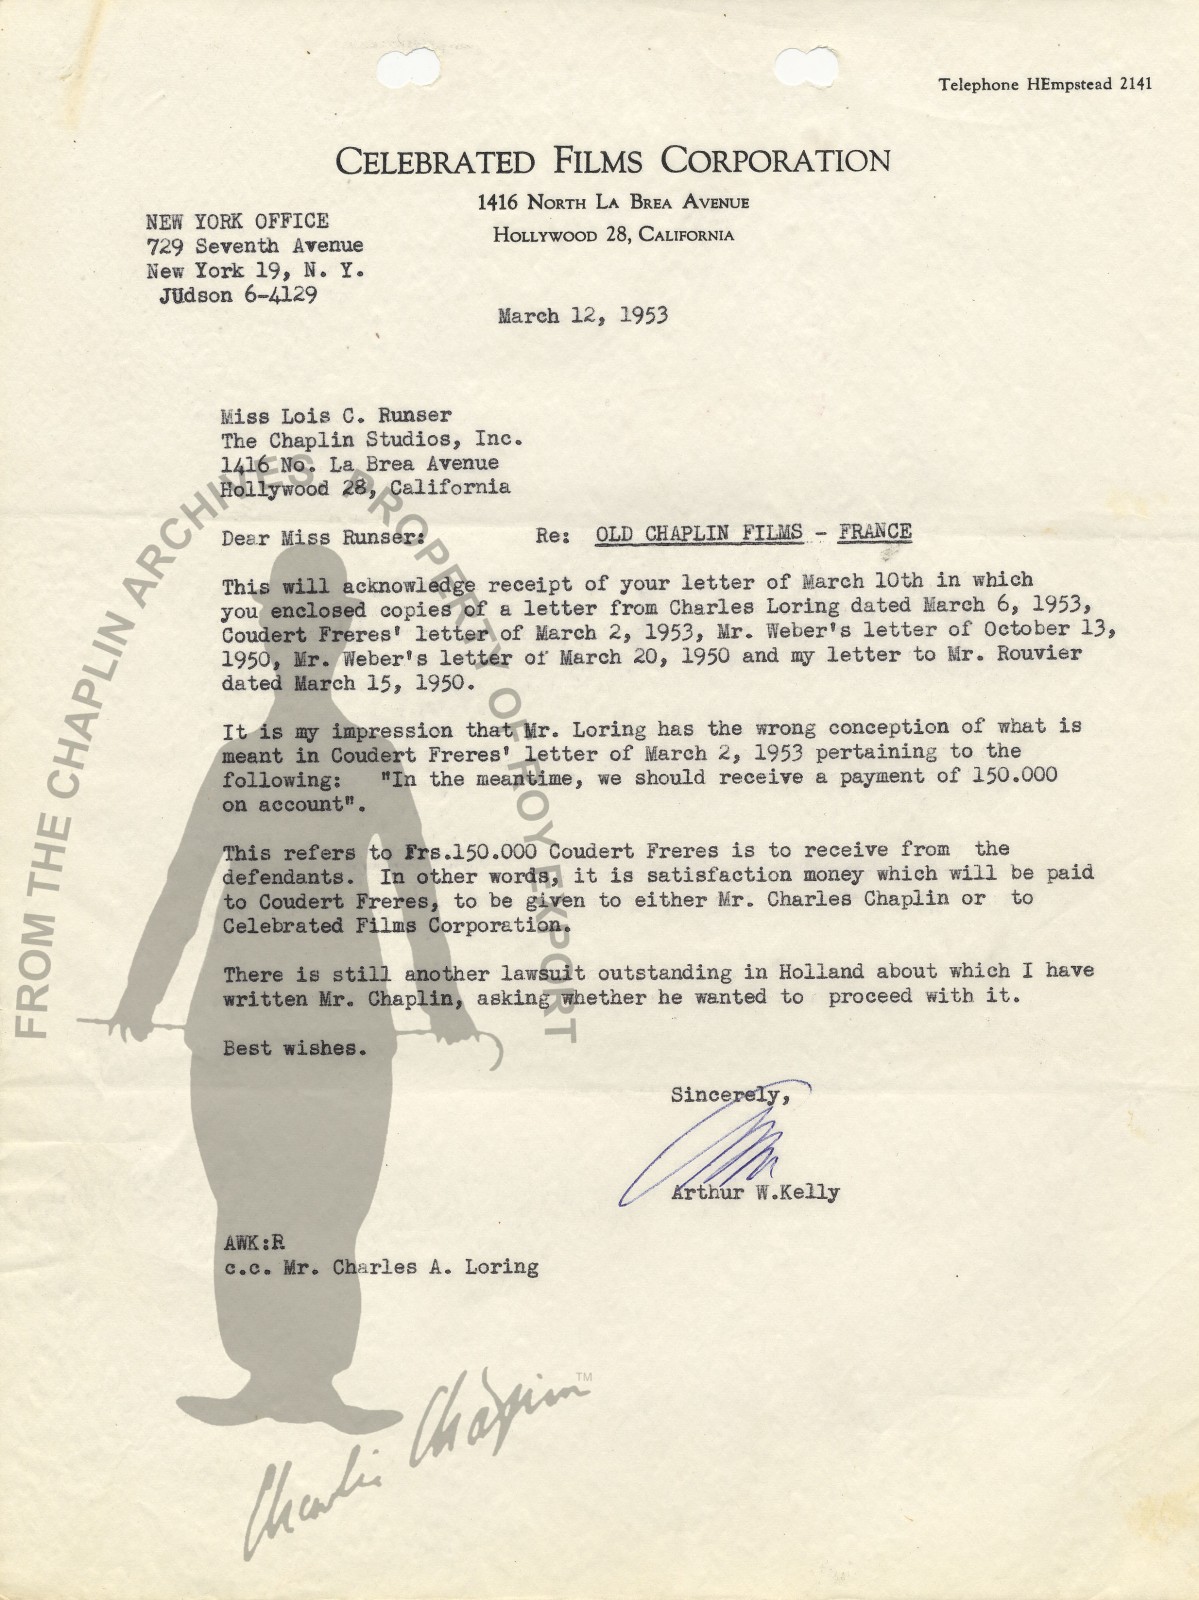 Telephone HEmpstead 2141
CELEBRATED FILMS CORPORATION
1416 NORTH LA BREA AVENUE
HOLLYWOOD 28, CALIFORNIA
NEW YORK OFFICE
729 Seventh Avenue
New York 19, N. Y.
JUdson 6-4129
March 12, 1953
Miss Lois C. Runser
The Chaplin Studios, Inc.
1416 No. La Brea Avenue
Hollywood 28, California
Dear Miss Runser: Re: OLD CHAPLIN FILMS - FRANCE
This will acknowledge receipt of your letter of March 10th in which
you enclosed copies of a letter from Charles Loring dated March 6, 1953,
Coudert Freres' letter of March 2, 1953, Mr. Weber's letter of October 13,
1950, Mr. Weber's letter of March 20, 1950 and my letter to Mr. Rouvier
dated March 15, 1950.
It is my impression that Mr. Loring has the wrong conception of what is
meant in Coudert Freres' letter of March 2, 1953 pertaining to the
following: "In the meantime, we should receive a payment of 150.000
on account".
This refers to Frs.150.000 Coudert Freres is to receive from the
defendants. In other words, it is satisfaction money which will be paid
to Coudert Freres, to be given to either Mr. Charles Chaplin or to
Celebrated Films Corporation.
There is still another lawsuit outstanding in Holland about which I have
written Mr. Chaplin, asking whether he wanted to proceed with it.
Best wishes.
Sincerely,
Arthur W.Kelly
AWK:R
c.c. Mr. Charles A. Loring
FROM THE CHAPLIN ARCHIVES PROPERTY OF ROY EXPORT
Charlie Chaplin TM